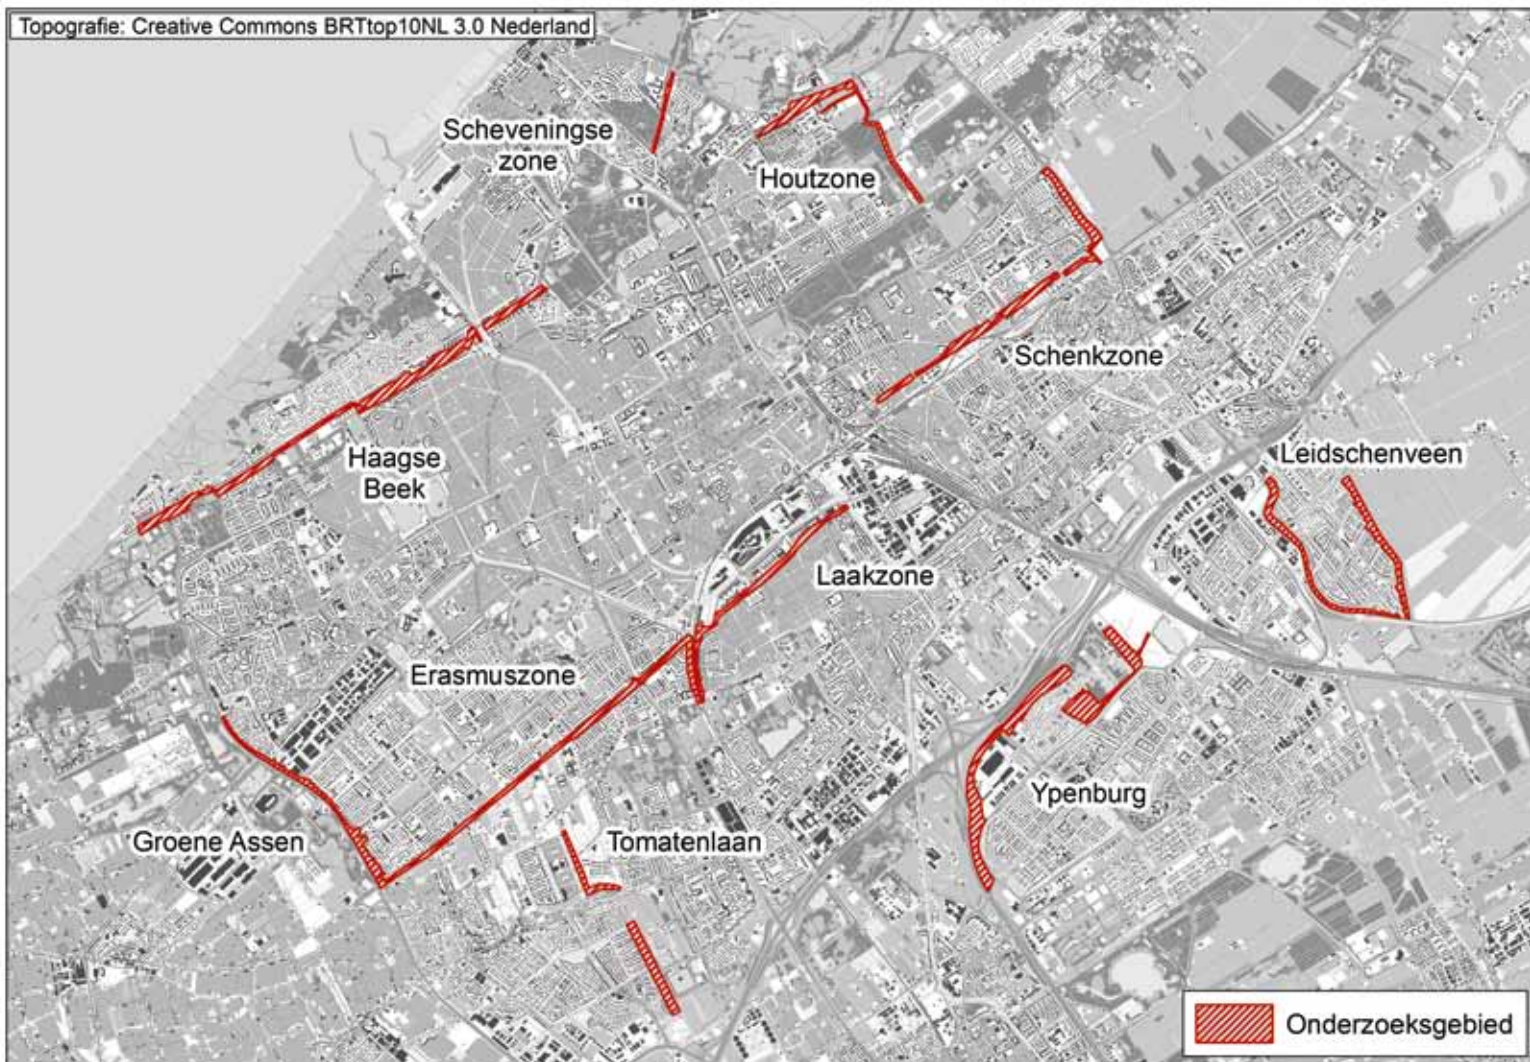 Topografie: Creative Commons BRTtop10NL 3.0 Nederland
Scheveningse
zone
Houtzone
Schenkzone
Haagse
Beek
Leidschenveen
Laakzone
Erasmuszone
Ypenburg
Groene Assen
Tomatenlaan
Onderzoeksgebied